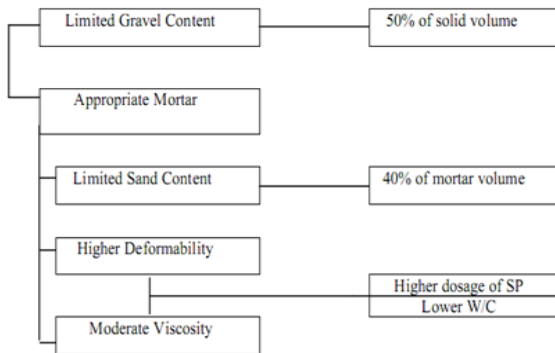 Limited Gravel Content
50% of solid volume
Appropriate Mortar
Limited Sand Content
40% of mortar volume
Higher Deformability
Higher dosage of SP
Lower W/C
Moderate Viscosity